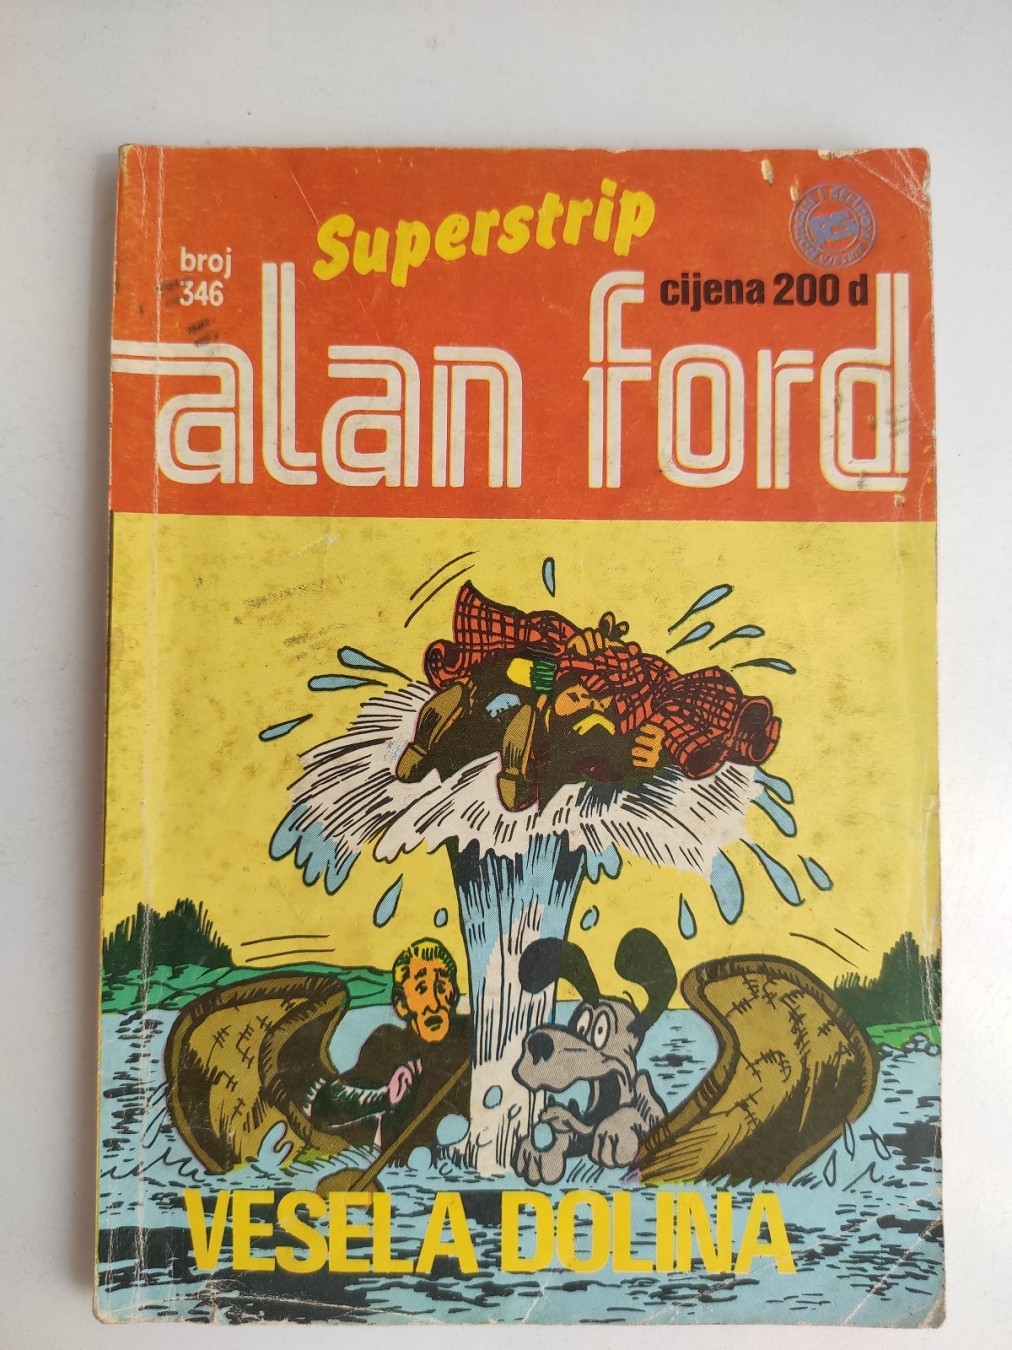 Superstrip
broj
346
cijena 200 d
alan ford
VESELA DOLINA